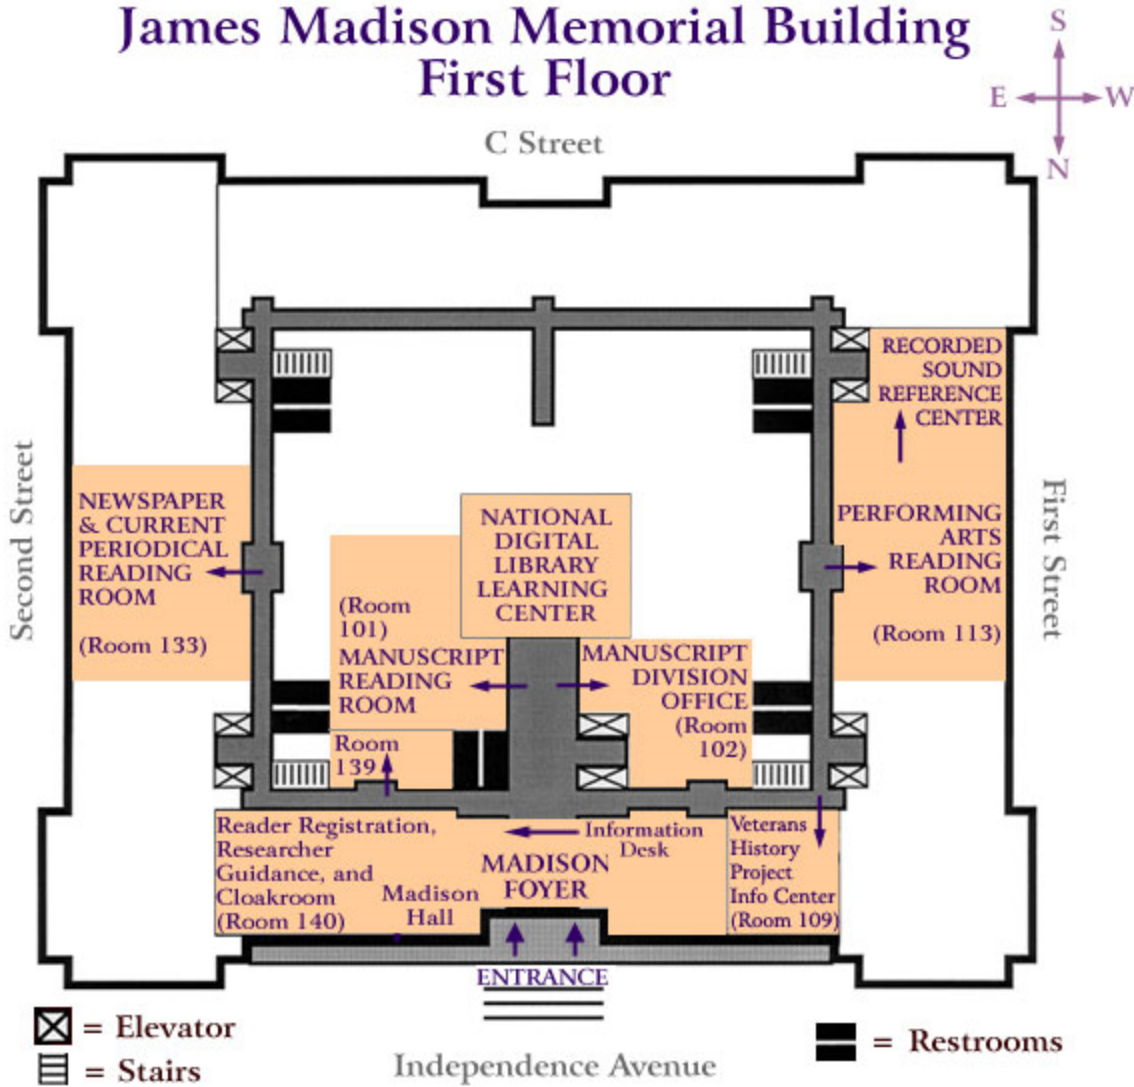 James Madison Memorial Building
First Floor
S
E
W
N
C Street
RECORDED
SOUND
REFERENCE
CENTER
Second Street
NEWSPAPER
& CURRENT
PERIODICAL
READING
ROOM
(Room 133)
NATIONAL
DIGITAL
LIBRARY
LEARNING
CENTER
PERFORMING
ARTS
READING
ROOM
(Room 113)
First Street
(Room
101)
MANUSCRIPT
READING
ROOM
MANUSCRIPT
DIVISION
OFFICE
(Room
102)
Room
139
Reader Registration,
Researcher
Guidance, and
Cloakroom
(Room 140)
Madison
Hall
Information
Desk
MADISON
FOYER
Veterans
History
Project
Info Center
(Room 109)
ENTRANCE
= Elevator
= Stairs
= Restrooms
Independence Avenue